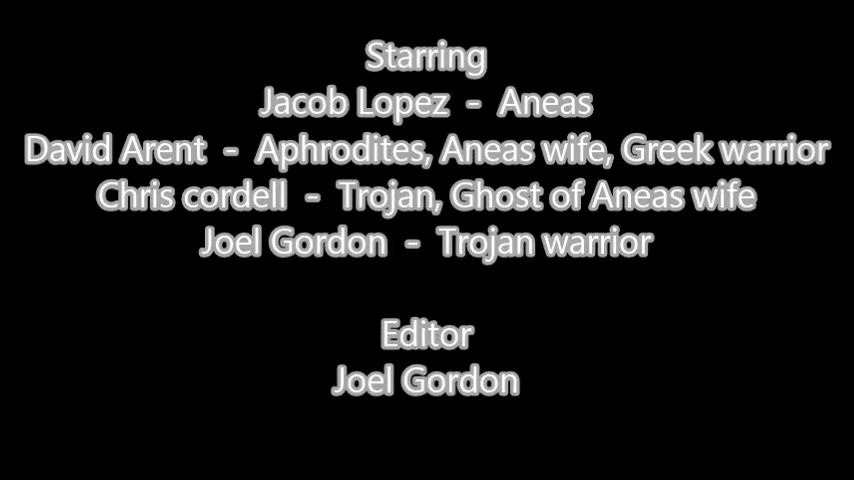 Starring
Jacob Lopez - Aneas
David Arent - Aphrodites, Aneas wife, Greek warrior
Chris cordell - Trojan, Ghost of Aneas wife
Joel Gordon - Trojan warrior
Editor
Joel Gordon